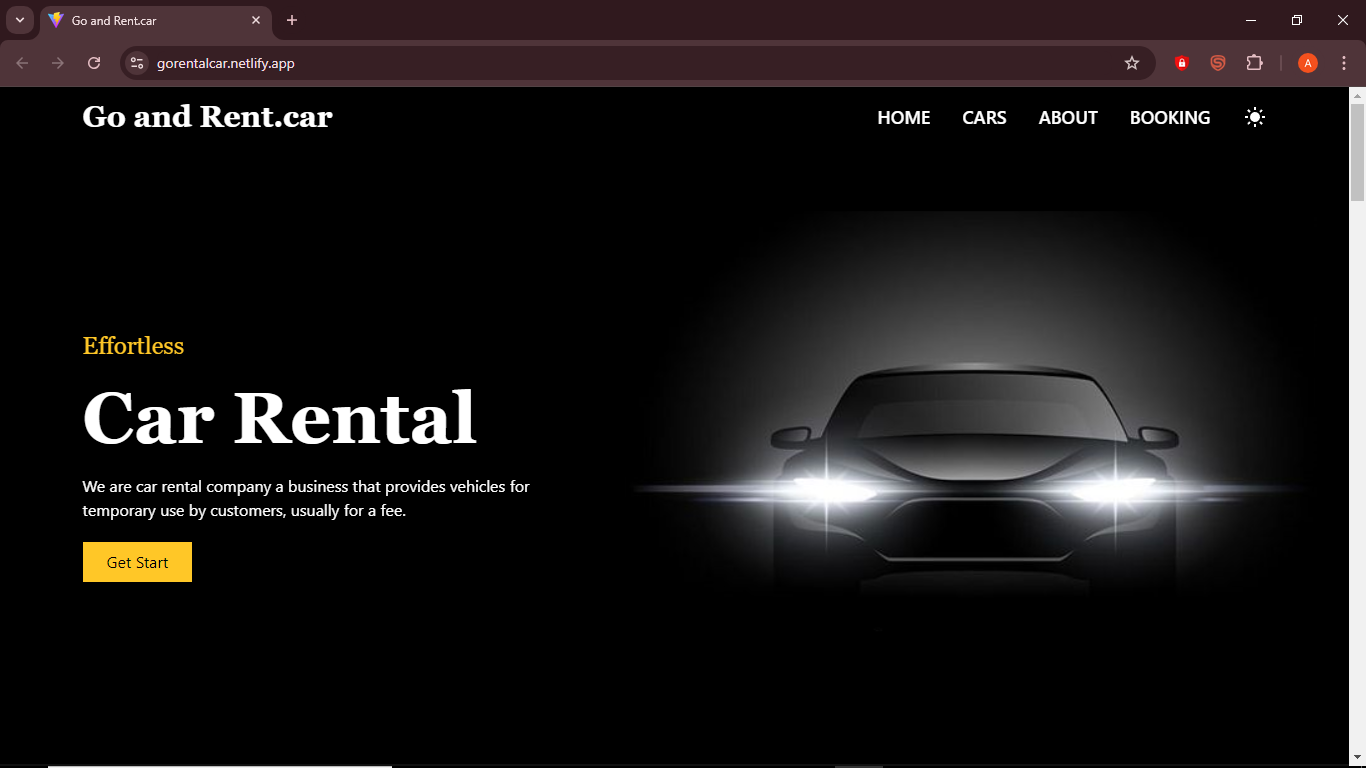 Go and Rent.car
gorentalcar.netlify.app
A
Go and Rent.car
HOME CARS ABOUT BOOKING
Effortless
Car Rental
We are car rental company a business that provides vehicles for
temporary use by customers, usually for a fee.
Get Start